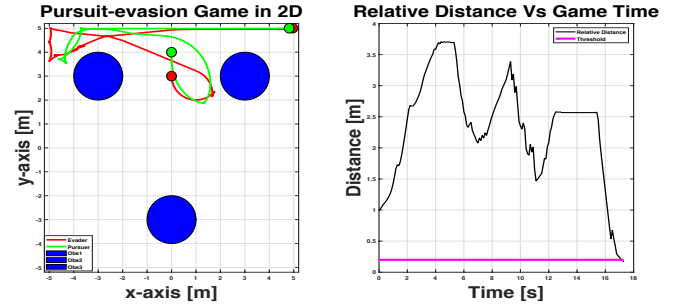 Pursuit-evasion Game in 2D
5
4
3
2
1
0
-1
-2
-3
-4
-5
y-axis [m]
Evader
Pursuer
Obs1
Obs2
Obs3
-5 -4 -3 -2 -1 0 1 2 3 4 5
x-axis [m]
Relative Distance Vs Game Time
Relative Distance
Threshold
4
3.5
3
2.5
2
1.5
1
0.5
0
Distance [m]
0 2 4 6 8 10 12 14 16 18
Time [s]